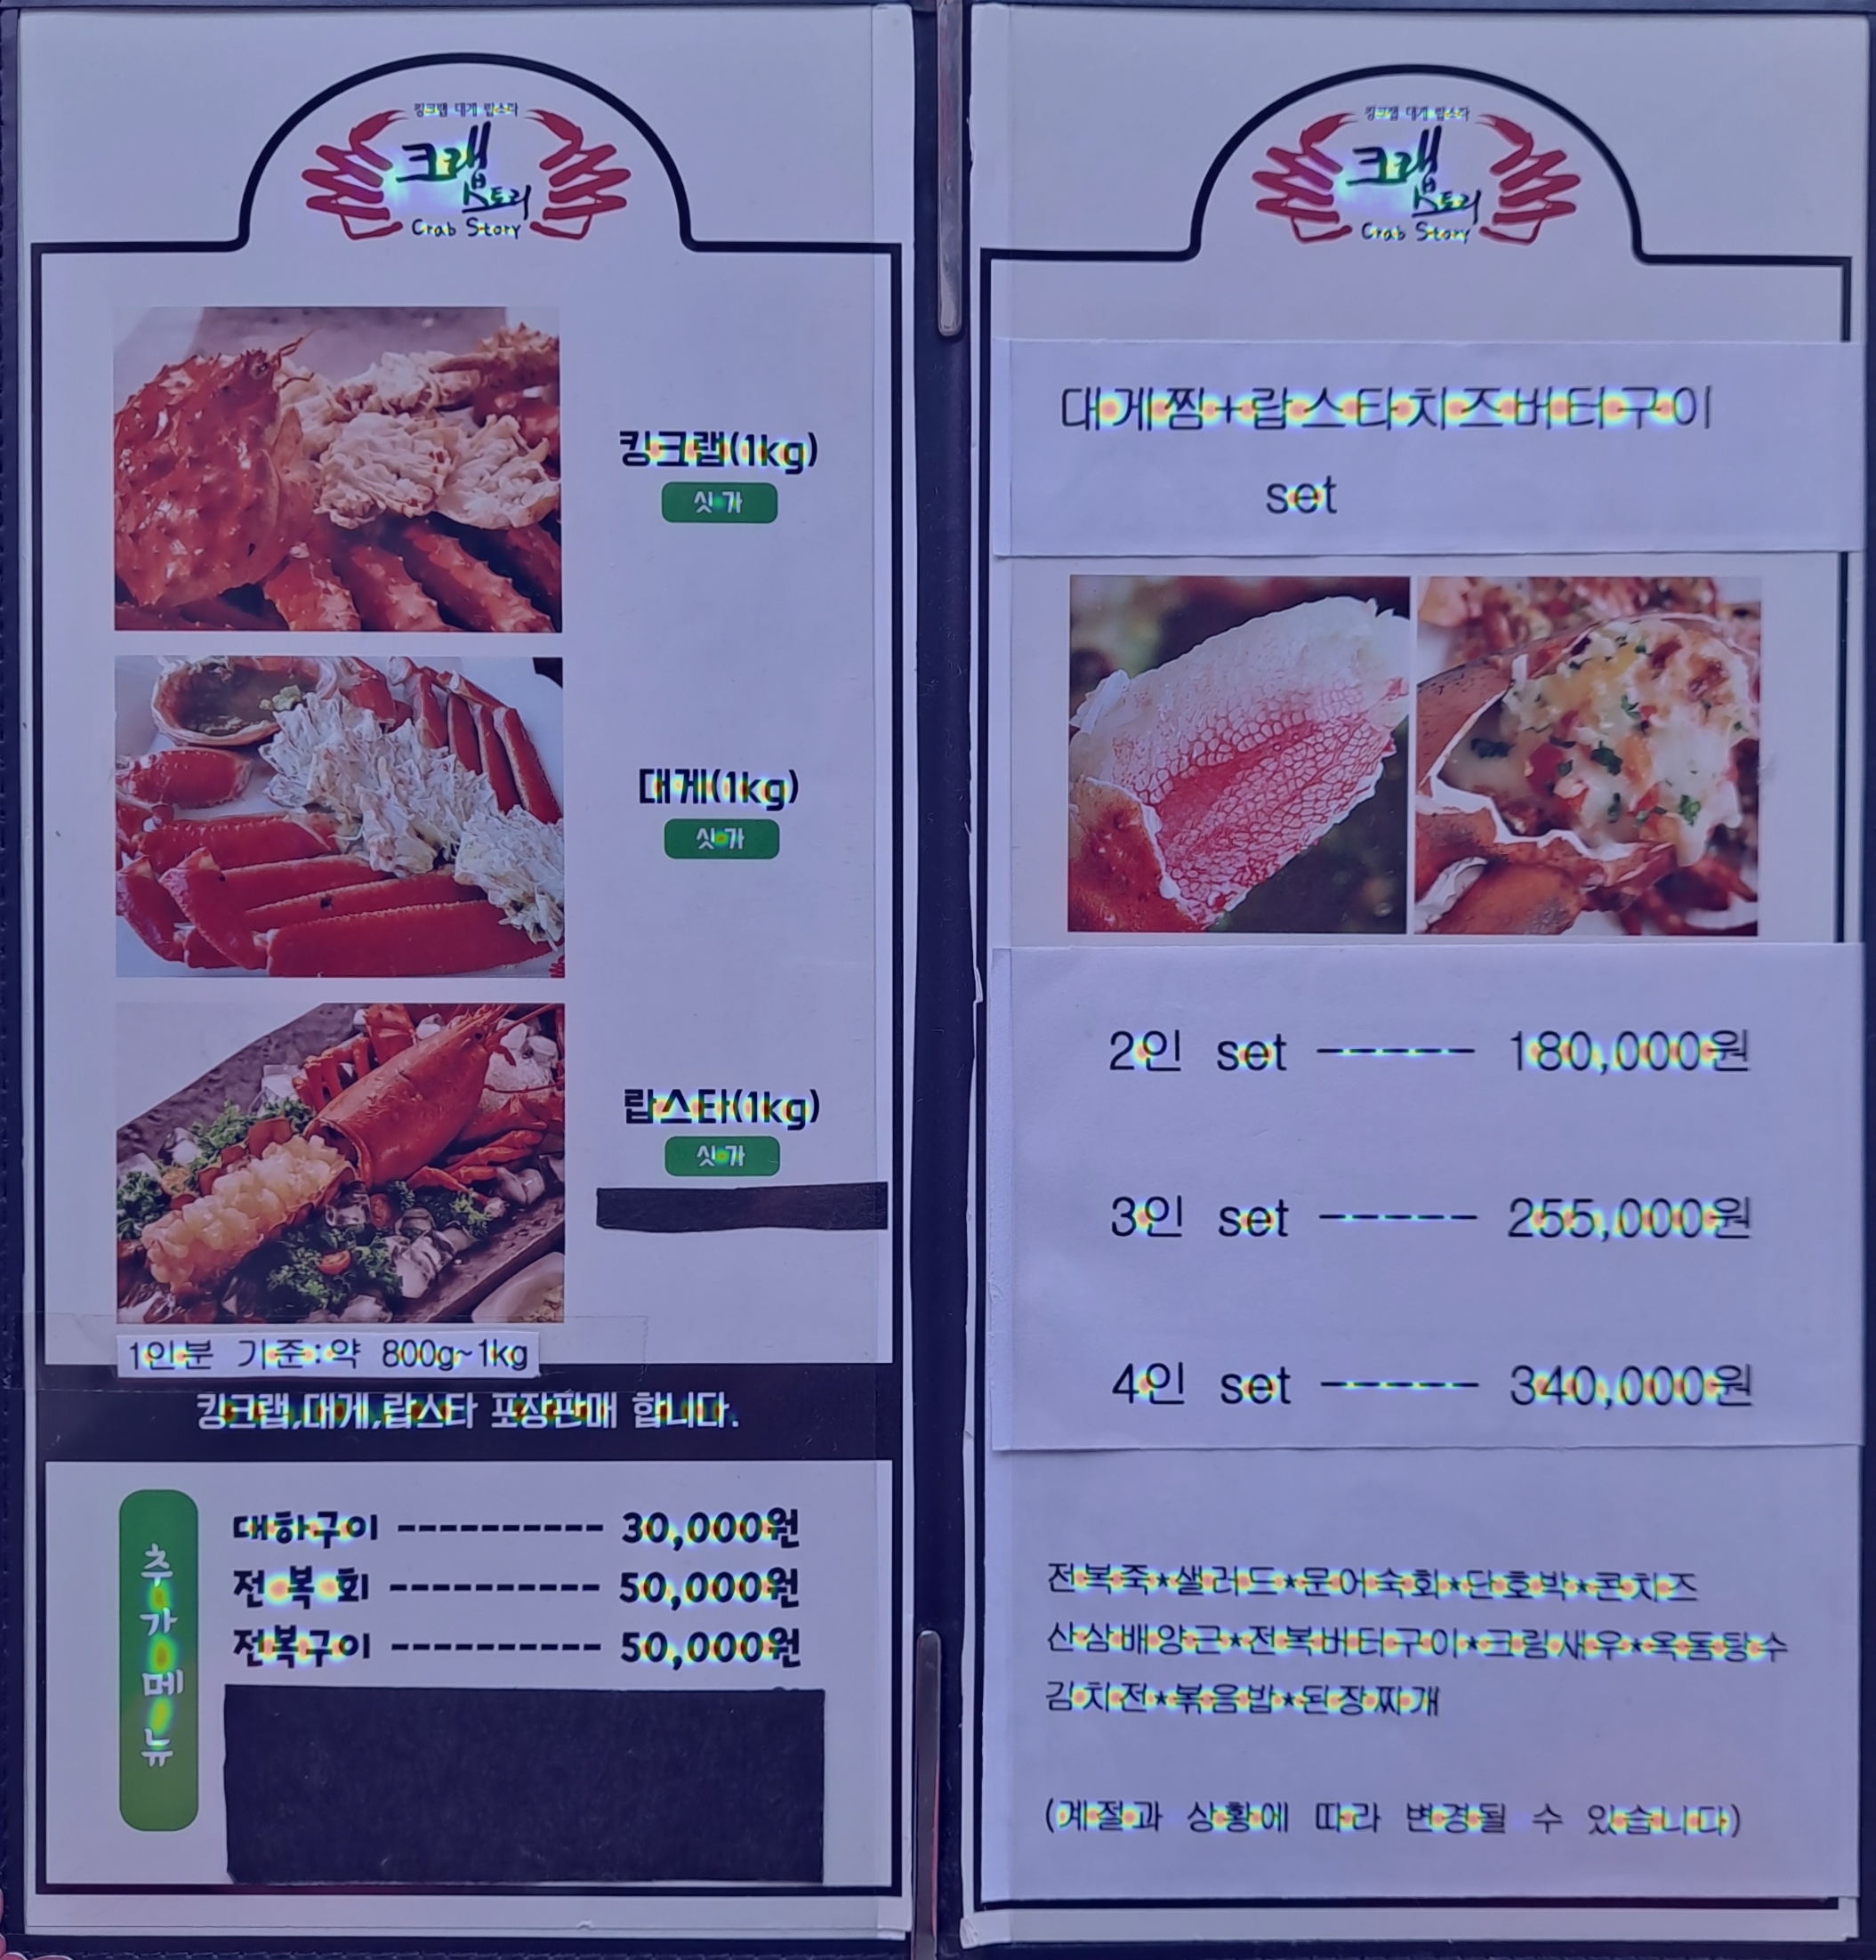 킹크랩 대게 랍스타
크랩
스토리
Crab Story
킹크랩(1kg)
싯가
대게(1kg)
싯가
랍스타(1kg)
싯가
1인분 기준:약 800g~1kg
킹크랩,대게,랍스타 포장판매 합니다.
추가메뉴
대하구이 ---------- 30,000원
전 복 회 ---------- 50,000원
전복구이 ---------- 50,000원
킹크랩 대게 랍스타
크랩
스토리
Crab Story
대게찜+랍스타치즈버터구이
set
2인 set ----- 180,000원
3인 set ----- 255,000원
4인 set ----- 340,000원
전복죽*샐러드*문어숙회*단호박*콘치즈
산삼배양근*전복버터구이*크림새우*옥돔탕수
김치전*볶음밥*된장찌개
(계절과 상황에 따라 변경될 수 있습니다)